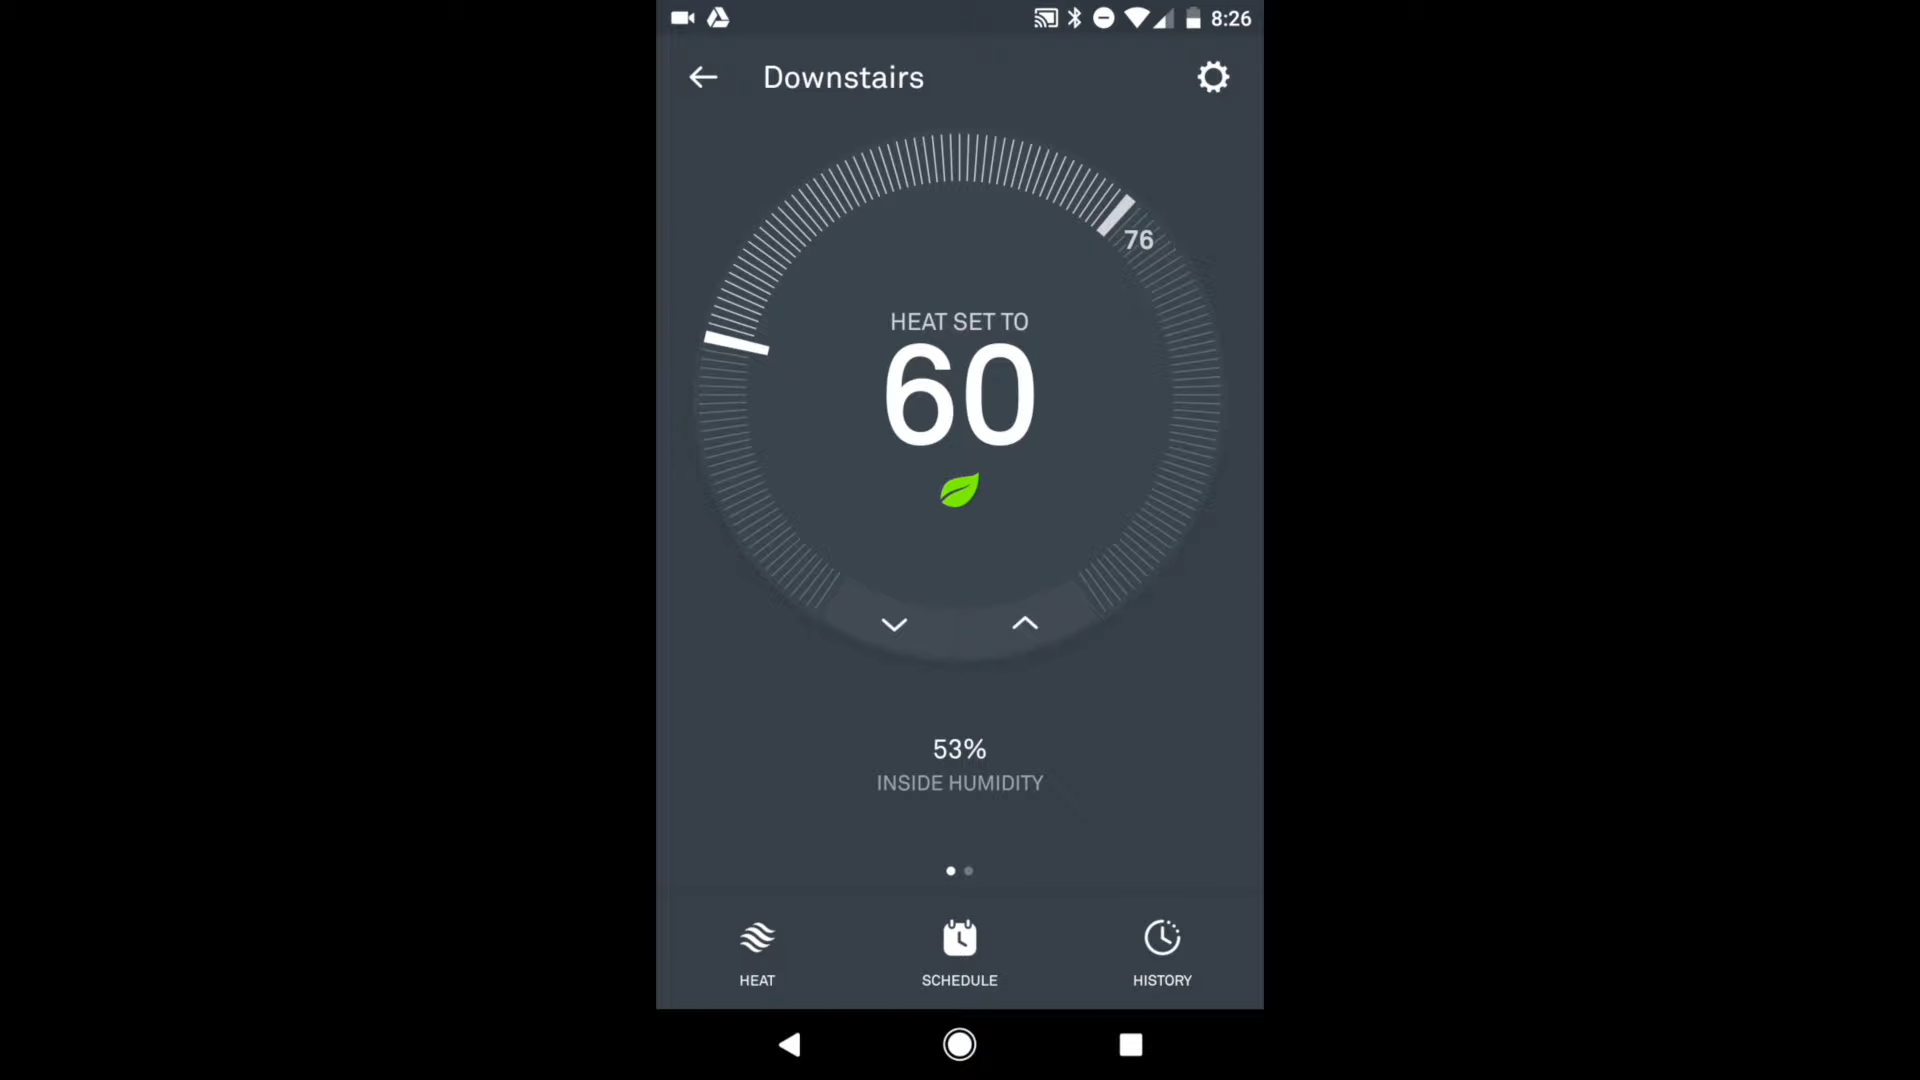 8:26
Downstairs
76
HEAT SET TO
60
53%
INSIDE HUMIDITY
HEAT
SCHEDULE
HISTORY